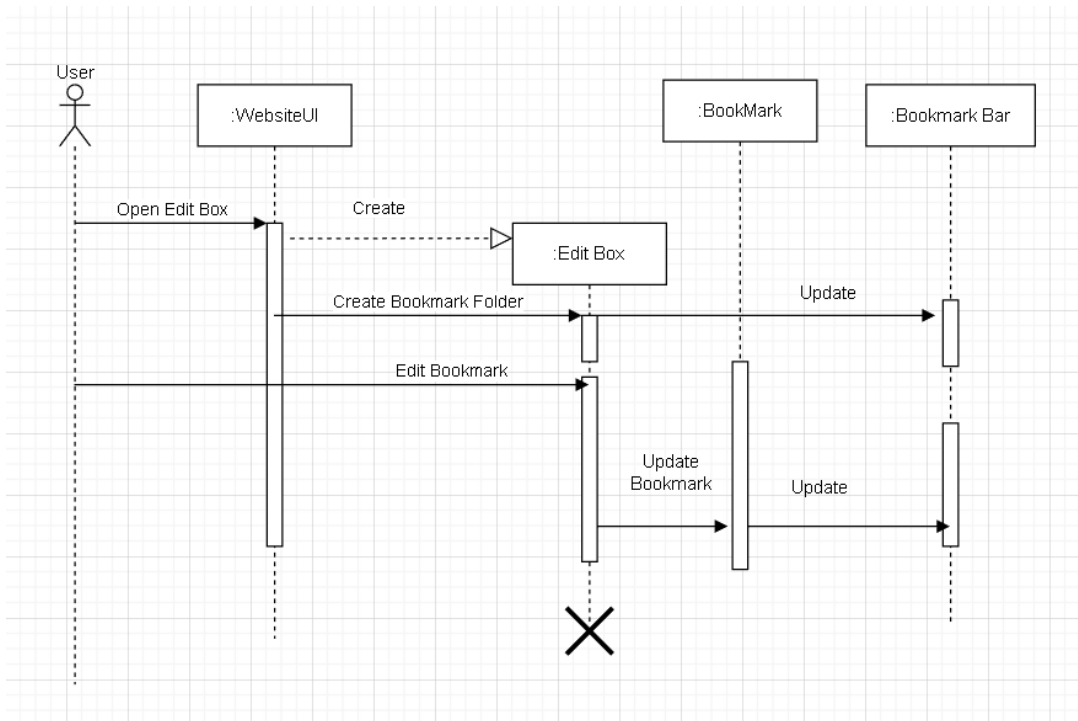 User
:WebsiteUI
:BookMark
:Bookmark Bar
Open Edit Box
Create
:Edit Box
Create Bookmark Folder
Update
Edit Bookmark
Update
Bookmark
Update